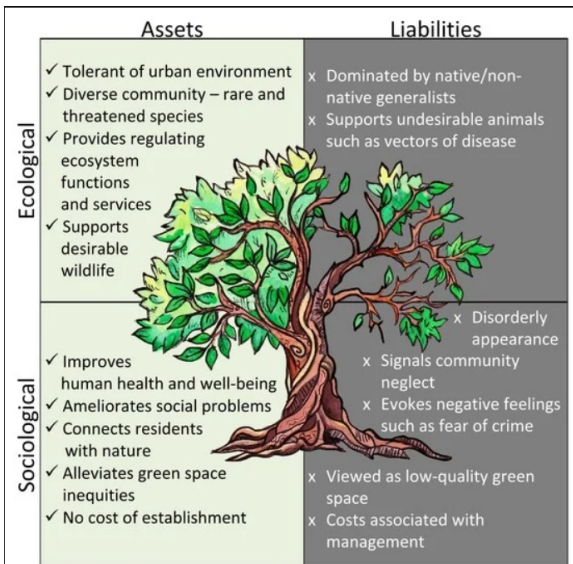 Assets
Liabilities
Ecological
✓ Tolerant of urban environment
✓ Diverse community – rare and
threatened species
✓ Provides regulating
ecosystem
functions
and services
✓ Supports
desirable
wildlife
x Dominated by native/non-
native generalists
x Supports undesirable animals
such as vectors of disease
Sociological
✓ Improves
human health and well-being
✓ Ameliorates social problems
✓ Connects residents
with nature
✓ Alleviates green space
inequities
✓ No cost of establishment
x Disorderly
appearance
x Signals community
neglect
x Evokes negative feelings
such as fear of crime
x Viewed as low-quality green
space
x Costs associated with
management